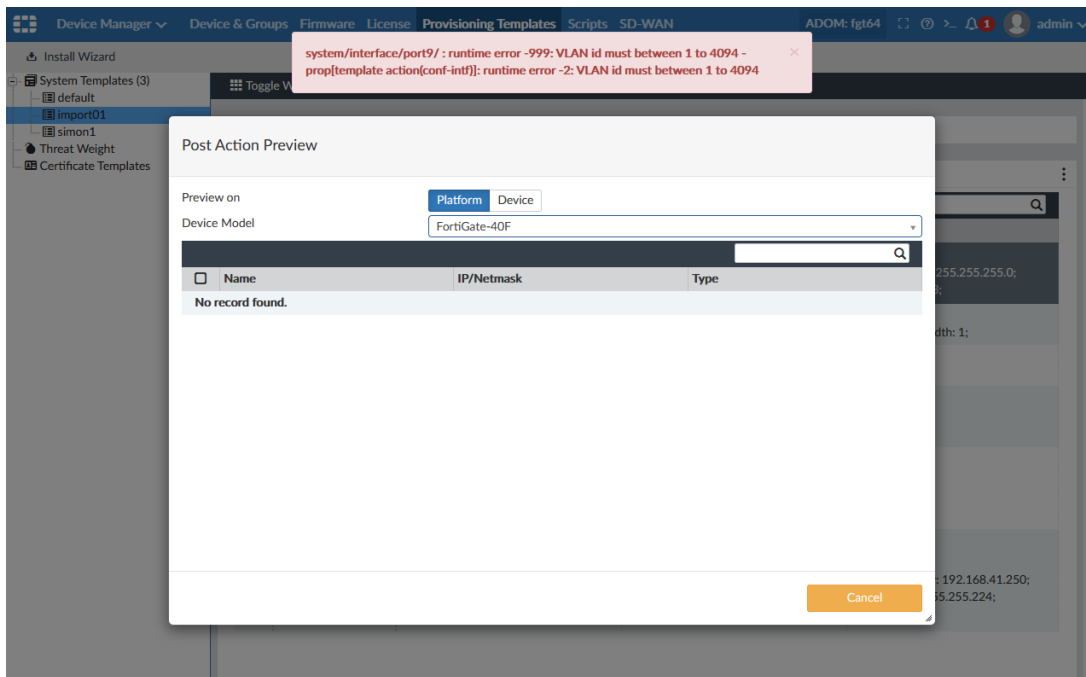 Device Manager
Device & Groups Firmware License Provisioning Templates Scripts SD-WAN
ADOM: fgt64
1
admin
Install Wizard
system/interface/port9/ : runtime error -999: VLAN id must between 1 to 4094 -
prop[template action(conf-intf)]: runtime error -2: VLAN id must between 1 to 4094
System Templates (3)
default
import01
simon1
Threat Weight
Certificate Templates
Toggle
Post Action Preview
Preview on
Platform Device
Device Model
FortiGate-40F
Name IP/Netmask Type
No record found.
255.255.255.0;
dth: 1;
: 192.168.41.250;
55.255.224;
Cancel